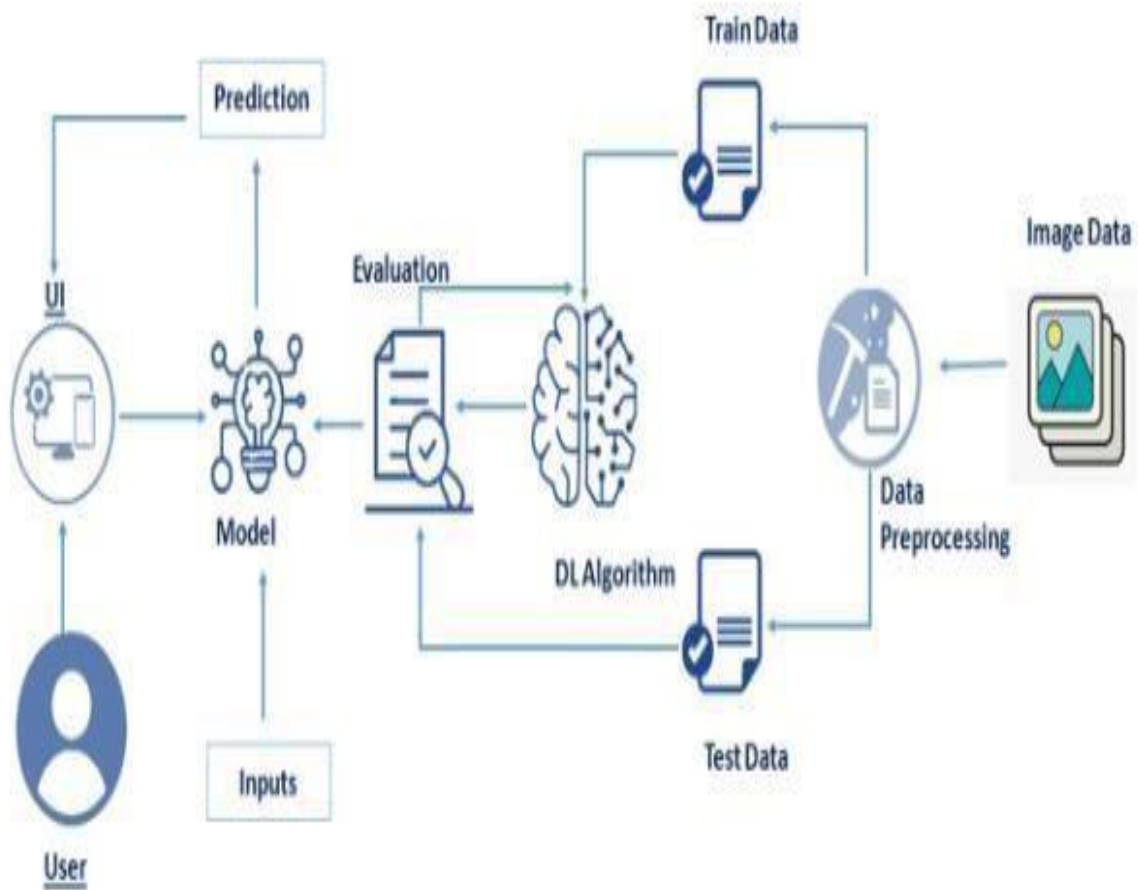 Train Data
Prediction
Image Data
Evaluation
UI
Data
Preprocessing
Model
DL Algorithm
Test Data
Inputs
User